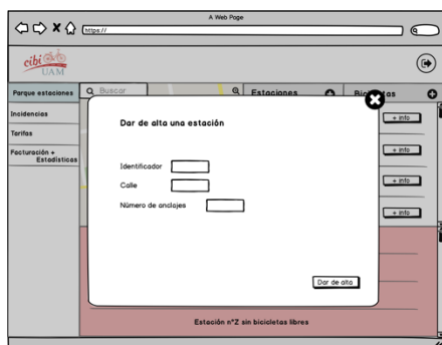 A Web Page
https://
cibi
UAM
Parque estaciones
Buscar
Estaciones
Incidencias
+ info
Tarifas
+ info
Facturación +
Estadísticas
+ info
+ info
Dar de alta una estación
Identificador
Calle
Número de anclajes
Dar de alta
Estación nºZ sin bicicletas libres